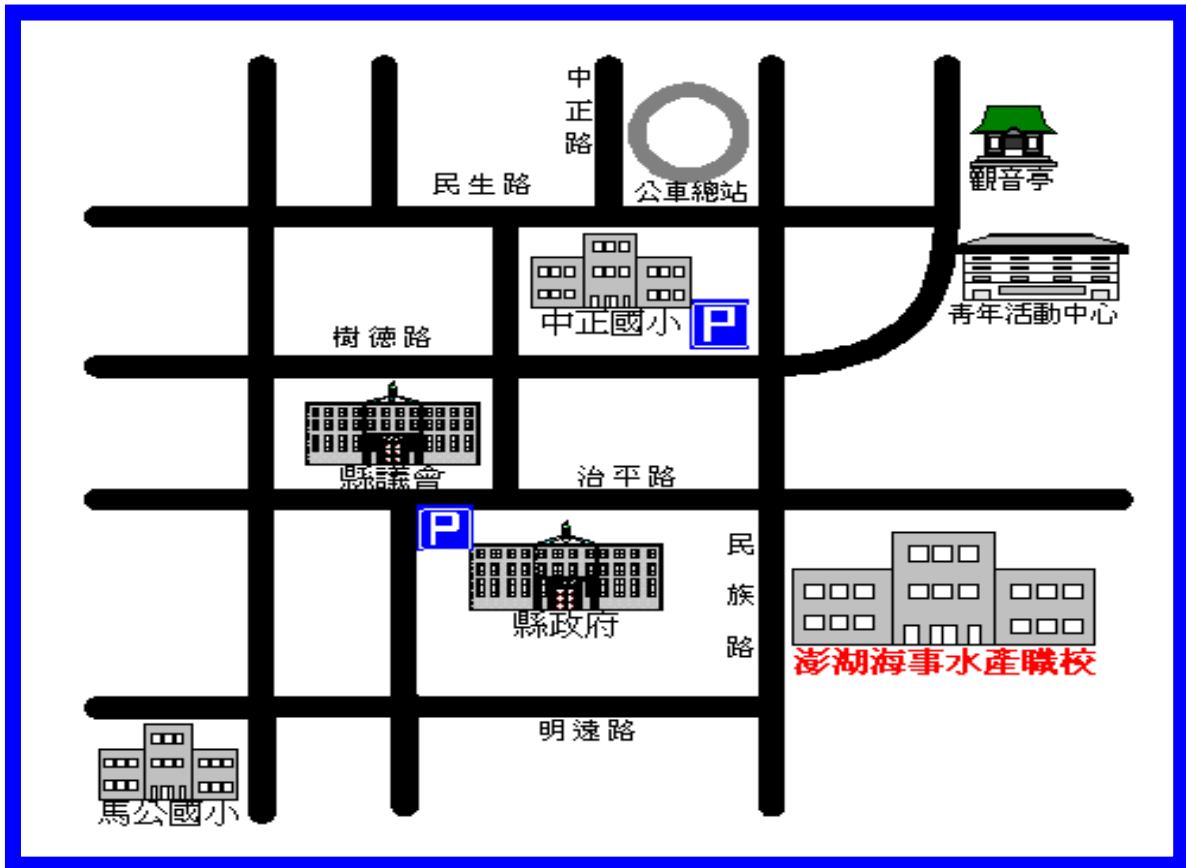 中正路
公車總站
觀音亭
民生路
中正國小
P
青年活動中心
樹德路
縣議會
治平路
P
縣政府
民族路
澎湖海事水產職校
明遠路
馬公國小